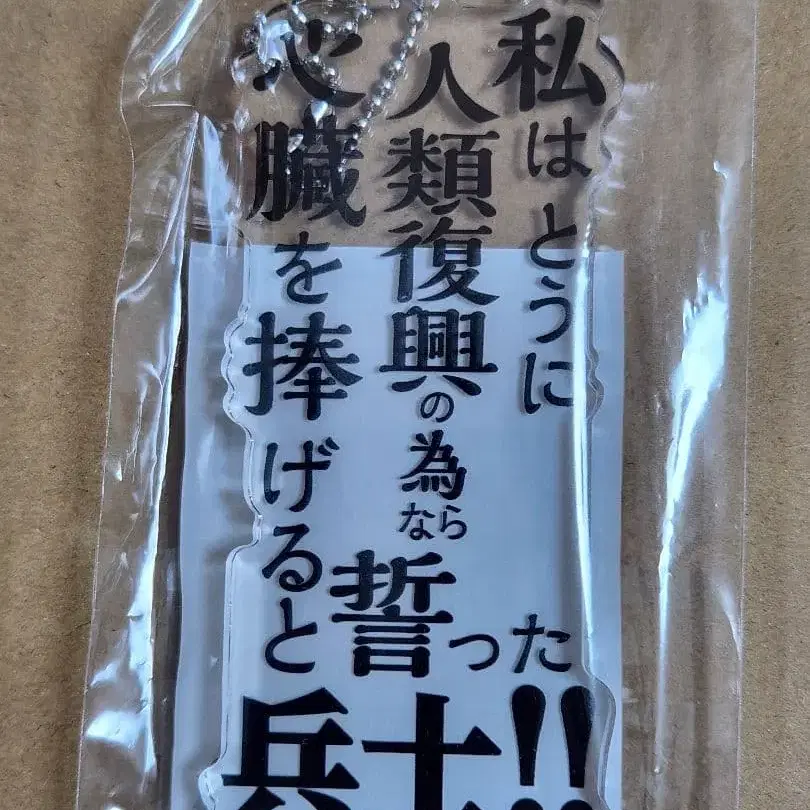 私はとうに
人類復興の為なら
心臓を捧げると
誓った
兵士!!